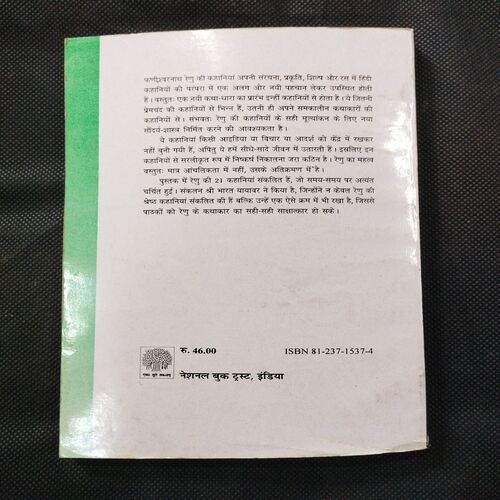 फणीश्वरनाथ रेणु की कहानियां अपनी संरचना, प्रकृति, शिल्प और रस में हिंदी
कहानियों की परंपरा में एक अलग और नयी पहचान लेकर उपस्थित होती
हैं। वस्तुतः एक नयी कथा-धारा का प्रारंभ इन्हीं कहानियों से होता है। ये जितनी
प्रेमचंद की कहानियों से भिन्न हैं, उतनी ही अपने समकालीन कथाकारों की
कहानियों से। संभवतः रेणु की कहानियों के सही मूल्यांकन के लिए नया
सौंदर्य-शास्त्र निर्मित करने की आवश्यकता है।
ये कहानियां किसी आइडिया या विचार या आदर्श को केंद्र में रखकर
नहीं बुनी गयी हैं, अपितु ये हमें सीधे-सादे जीवन में उतारती हैं। इसलिए इन
कहानियों से सरलीकृत रूप में निष्कर्ष निकालना जरा कठिन है। रेणु का महत्व
वस्तुतः मात्र आंचलिकता में नहीं, उसके अतिक्रमण में है।
पुस्तक में रेणु की 21 कहानियां संकलित हैं, जो समय-समय पर अत्यंत
चर्चित हुईं। संकलन श्री भारत यायावर ने किया है, जिन्होंने न केवल रेणु की
श्रेष्ठ कहानियां संकलित की हैं बल्कि उन्हें एक ऐसे क्रम में भी रखा है, जिससे
पाठकों को रेणु के कथाकार का सही-सही साक्षात्कार हो सके।
रु. 46.00 ISBN 81-237-1537-4
नेशनल बुक ट्रस्ट, इंडिया